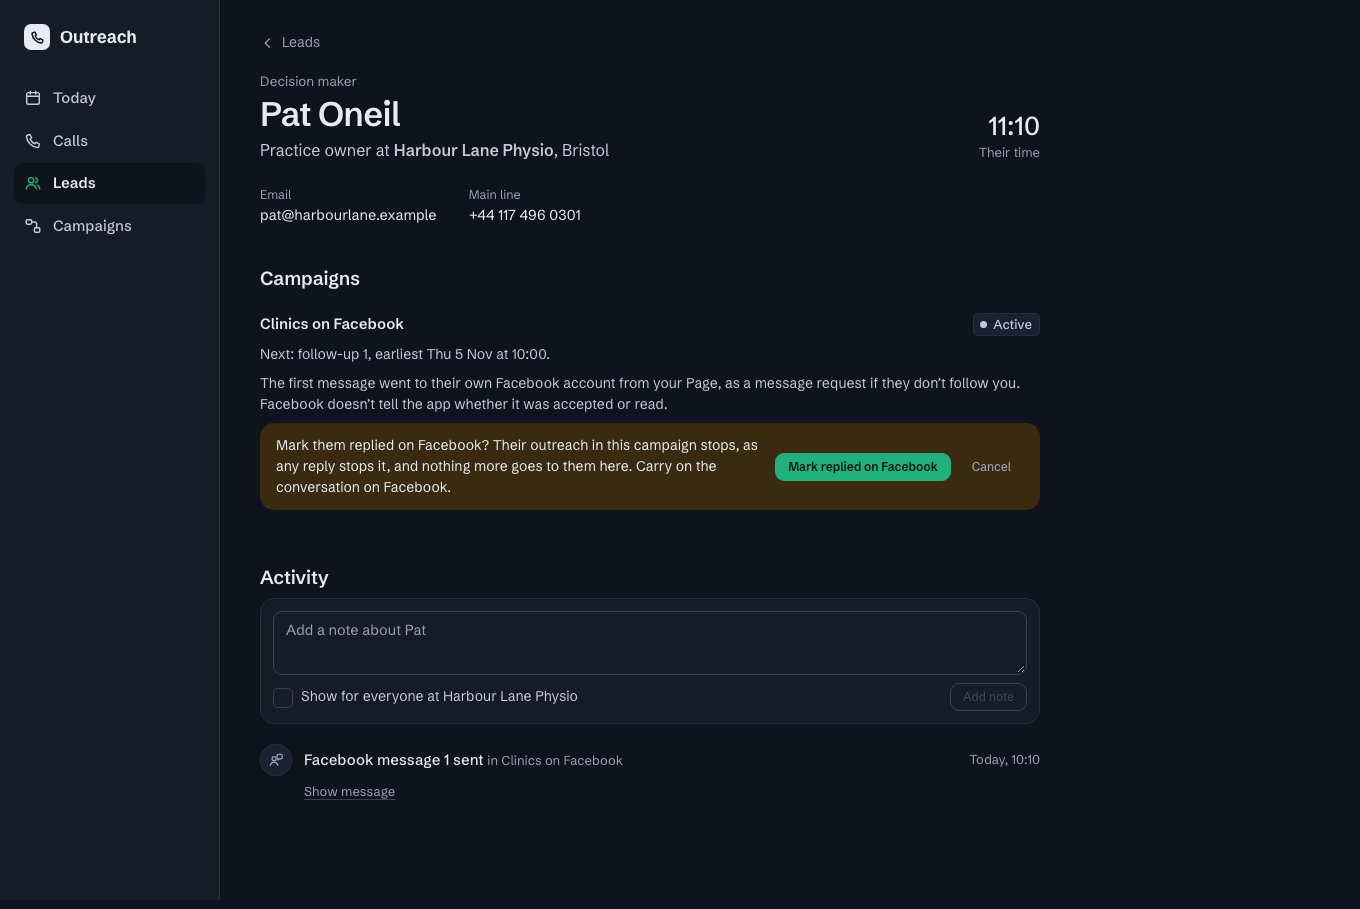 Outreach
Today
Calls
Leads
Campaigns
Leads
Decision maker
Pat Oneil
Practice owner at Harbour Lane Physio, Bristol
11:10
Their time
Email
pat@harbourlane.example
Main line
+44 117 496 0301
Campaigns
Clinics on Facebook
Active
Next: follow-up 1, earliest Thu 5 Nov at 10:00.
The first message went to their own Facebook account from your Page, as a message request if they don’t follow you.
Facebook doesn’t tell the app whether it was accepted or read.
Mark them replied on Facebook? Their outreach in this campaign stops, as
any reply stops it, and nothing more goes to them here. Carry on the
conversation on Facebook.
Mark replied on Facebook
Cancel
Activity
Add a note about Pat
Show for everyone at Harbour Lane Physio
Add note
Facebook message 1 sent in Clinics on Facebook
Today, 10:10
Show message